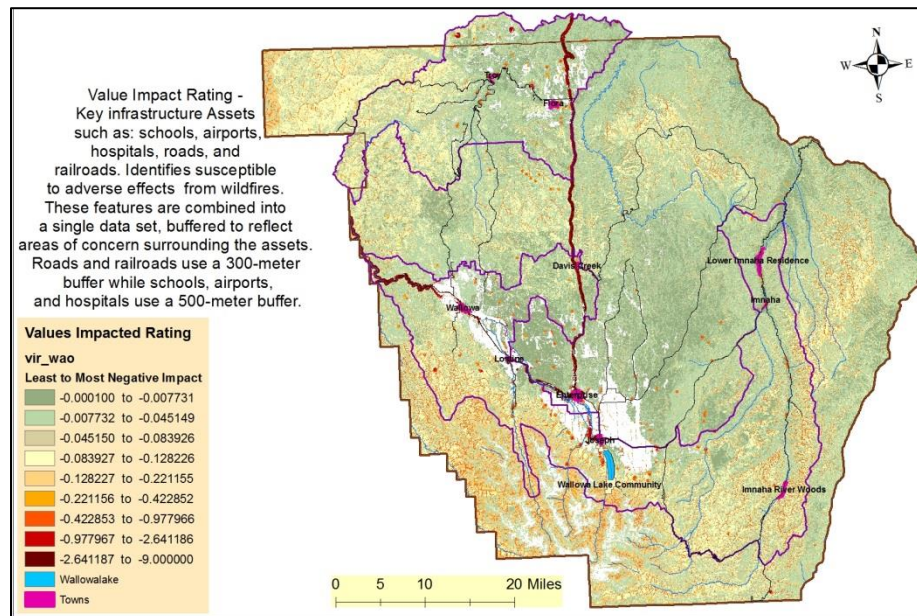 Value Impact Rating -
Key infrastructure Assets
such as: schools, airports,
hospitals, roads, and
railroads. Identifies susceptible
to adverse effects from wildfires.
These features are combined into
a single data set, buffered to reflect
areas of concern surrounding the assets.
Roads and railroads use a 300-meter
buffer while schools, airports,
and hospitals use a 500-meter buffer.
N
W
E
S
Troy
Flora
Davis Creek
Lower Imnaha Residence
Imnaha
Wallowa
Lostine
Enterprise
Joseph
Wallowa Lake Community
Imnaha River Woods
Values Impacted Rating
vir_wao
Least to Most Negative Impact
-0.000100 to -0.007731
-0.007732 to -0.045149
-0.045150 to -0.083926
-0.083927 to -0.128226
-0.128227 to -0.221155
-0.221156 to -0.422852
-0.422853 to -0.977966
-0.977967 to -2.641186
-2.641187 to -9.000000
Wallowalake
Towns
0 5 10 20 Miles